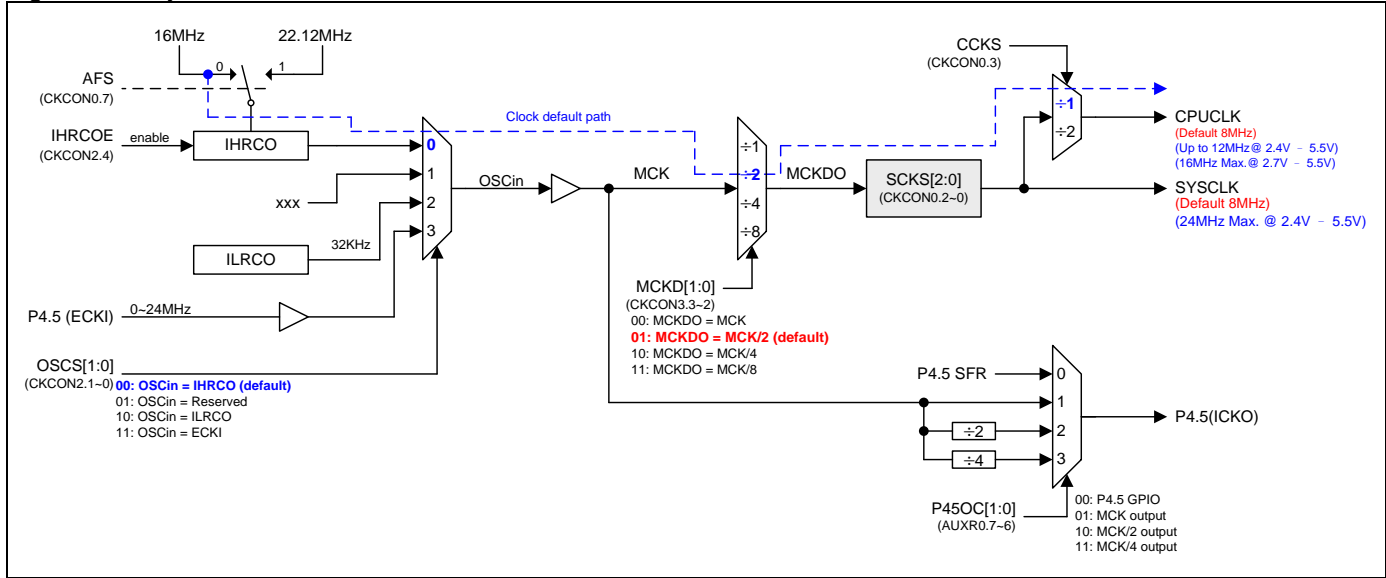 16MHz
22.12MHz
0
1
AFS
(CKCON0.7)
IHRCOE
(CKCON2.4)
enable
IHRCO
xxx
ILRCO
32KHz
P4.5 (ECKI)
0~24MHz
OSCS[1:0]
(CKCON2.1~0)
00: OSCin = IHRCO (default)
01: OSCin = Reserved
10: OSCin = ILRCO
11: OSCin = ECKI
0
1
2
3
OSCin
Clock default path
MCK
÷1
÷2
÷4
÷8
MCKDO
MCKD[1:0]
(CKCON3.3~2)
00: MCKDO = MCK
01: MCKDO = MCK/2 (default)
10: MCKDO = MCK/4
11: MCKDO = MCK/8
SCKS[2:0]
(CKCON0.2~0)
CCKS
(CKCON0.3)
÷1
÷2
CPUCLK
(Default 8MHz)
(Up to 12MHz@ 2.4V – 5.5V)
(16MHz Max.@ 2.7V – 5.5V)
SYSCLK
(Default 8MHz)
(24MHz Max. @ 2.4V – 5.5V)
P4.5 SFR
÷2
÷4
0
1
2
3
P4.5(ICKO)
P45OC[1:0]
(AUXR0.7~6)
00: P4.5 GPIO
01: MCK output
10: MCK/2 output
11: MCK/4 output